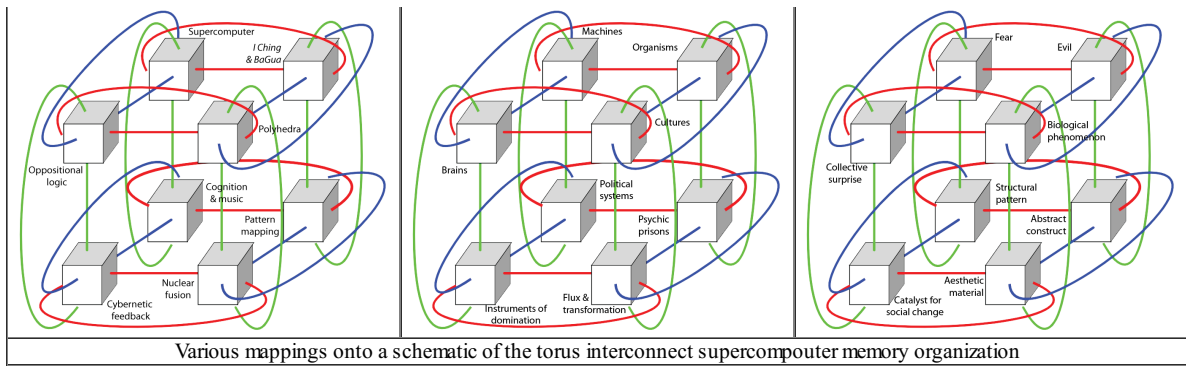 Supercomputer
I Ching
& BaGua
Polyhedra
Oppositional
logic
Cognition
& music
Pattern
mapping
Nuclear
fusion
Cybernetic
feedback
Machines
Organisms
Cultures
Brains
Political
systems
Psychic
prisons
Flux &
transformation
Instruments of
domination
Fear
Evil
Biological
phenomenon
Collective
surprise
Structural
pattern
Abstract
construct
Aesthetic
material
Catalyst for
social change
Various mappings onto a schematic of the torus interconnect supercompouter memory organization